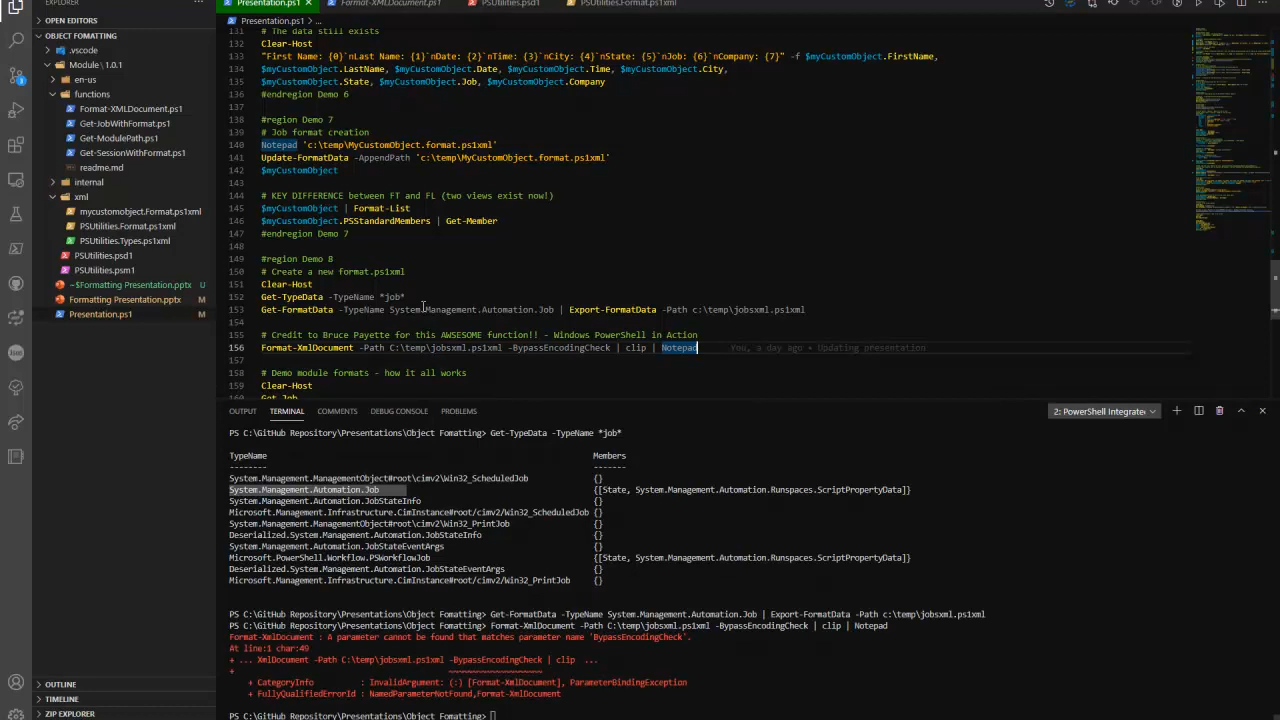 EXPLORER
OPEN EDITORS
OBJECT FOMATTING
.vscode
Module \ 1.0.1
en-us
functions
Format-XMLDocument.ps1
Get-JobWithFormat.ps1
Get-ModulePath.ps1
Get-SessionWithFormat.ps1
readme.md
internal
xml
mycustomobject.Format.ps1xml
PSUtilities.Format.ps1xml
PSUtilities.Types.ps1xml
PSUtilities.psd1
PSUtilities.psm1
~$Formatting Presentation.pptx
Formatting Presentation.pptx M
Presentation.ps1 M
OUTLINE
TIMELINE
ZIP EXPLORER
Presentation.ps1 Format-XMLDocument.ps1 PSUtilities.psd1 PSUtilities.Format.ps1xml
Presentation.ps1 > ...
131 # The data still exists
132 Clear-Host
133 "First Name: {0}`nLast Name: {1}`nDate: {2}`nTime: {3}`nCity: {4}`nState: {5}`nJob: {6}`nCompany: {7}" -f $myCustomObject.FirstName,
134 $myCustomObject.LastName, $myCustomObject.Date, $myCustomObject.Time, $myCustomObject.City,
135 $myCustomObject.State, $myCustomObject.Job, $myCustomObject.Company
136 #endregion Demo 6
137
138 #region Demo 7
139 # Job format creation
140 Notepad 'c:\temp\MyCustomObject.format.ps1xml'
141 Update-FormatData -AppendPath 'c:\temp\MyCustomObject.format.ps1xml'
142 $myCustomObject
143
144 # KEY DIFFERENCE between FT and FL (two views exist now!)
145 $myCustomObject | Format-List
146 $myCustomObject.PSStandardMembers | Get-Member
147 #endregion Demo 7
148
149 #region Demo 8
150 # Create a new format.ps1xml
151 Clear-Host
152 Get-TypeData -TypeName *job*
153 Get-FormatData -TypeName System.Management.Automation.Job | Export-FormatData -Path c:\temp\jobsxml.ps1xml
154
155 # Credit to Bruce Payette for this AWSESOME function!! - Windows PowerShell in Action
156 Format-XmlDocument -Path C:\temp\jobsxml.ps1xml -BypassEncodingCheck | clip | Notepad You, a day ago • Updating presentation
157
158 # Demo module formats - how it all works
159 Clear-Host
160 Get-Job
OUTPUT TERMINAL COMMENTS DEBUG CONSOLE PROBLEMS 2: PowerShell Integrate
PS C:\GitHub Repository\Presentations\Object Fomatting> Get-TypeData -TypeName *job*
TypeName Members
-------- -------
System.Management.ManagementObject#root\cimv2\Win32_ScheduledJob {}
System.Management.Automation.Job {[State, System.Management.Automation.Runspaces.ScriptPropertyData]}
System.Management.Automation.JobStateInfo {}
Microsoft.Management.Infrastructure.CimInstance#root/cimv2/Win32_ScheduledJob {}
System.Management.ManagementObject#root\cimv2\Win32_PrintJob {}
Deserialized.System.Management.Automation.JobStateInfo {}
System.Management.Automation.JobStateEventArgs {}
Microsoft.PowerShell.Workflow.PSWorkflowJob {[State, System.Management.Automation.Runspaces.ScriptPropertyData]}
Deserialized.System.Management.Automation.JobStateEventArgs {}
Microsoft.Management.Infrastructure.CimInstance#root/cimv2/Win32_PrintJob {}
PS C:\GitHub Repository\Presentations\Object Fomatting> Get-FormatData -TypeName System.Management.Automation.Job | Export-FormatData -Path c:\temp\jobsxml.ps1xml
PS C:\GitHub Repository\Presentations\Object Fomatting> Format-XmlDocument -Path C:\temp\jobsxml.ps1xml -BypassEncodingCheck | clip | Notepad
Format-XmlDocument : A parameter cannot be found that matches parameter name 'BypassEncodingCheck'.
At line:1 char:49
+ ... XmlDocument -Path C:\temp\jobsxml.ps1xml -BypassEncodingCheck | clip ...
+ ~~~~~~~~~~~~~~~~~~~~
+ CategoryInfo : InvalidArgument: (:) [Format-XmlDocument], ParameterBindingException
+ FullyQualifiedErrorId : NamedParameterNotFound,Format-XmlDocument
PS C:\GitHub Repository\Presentations\Object Fomatting>